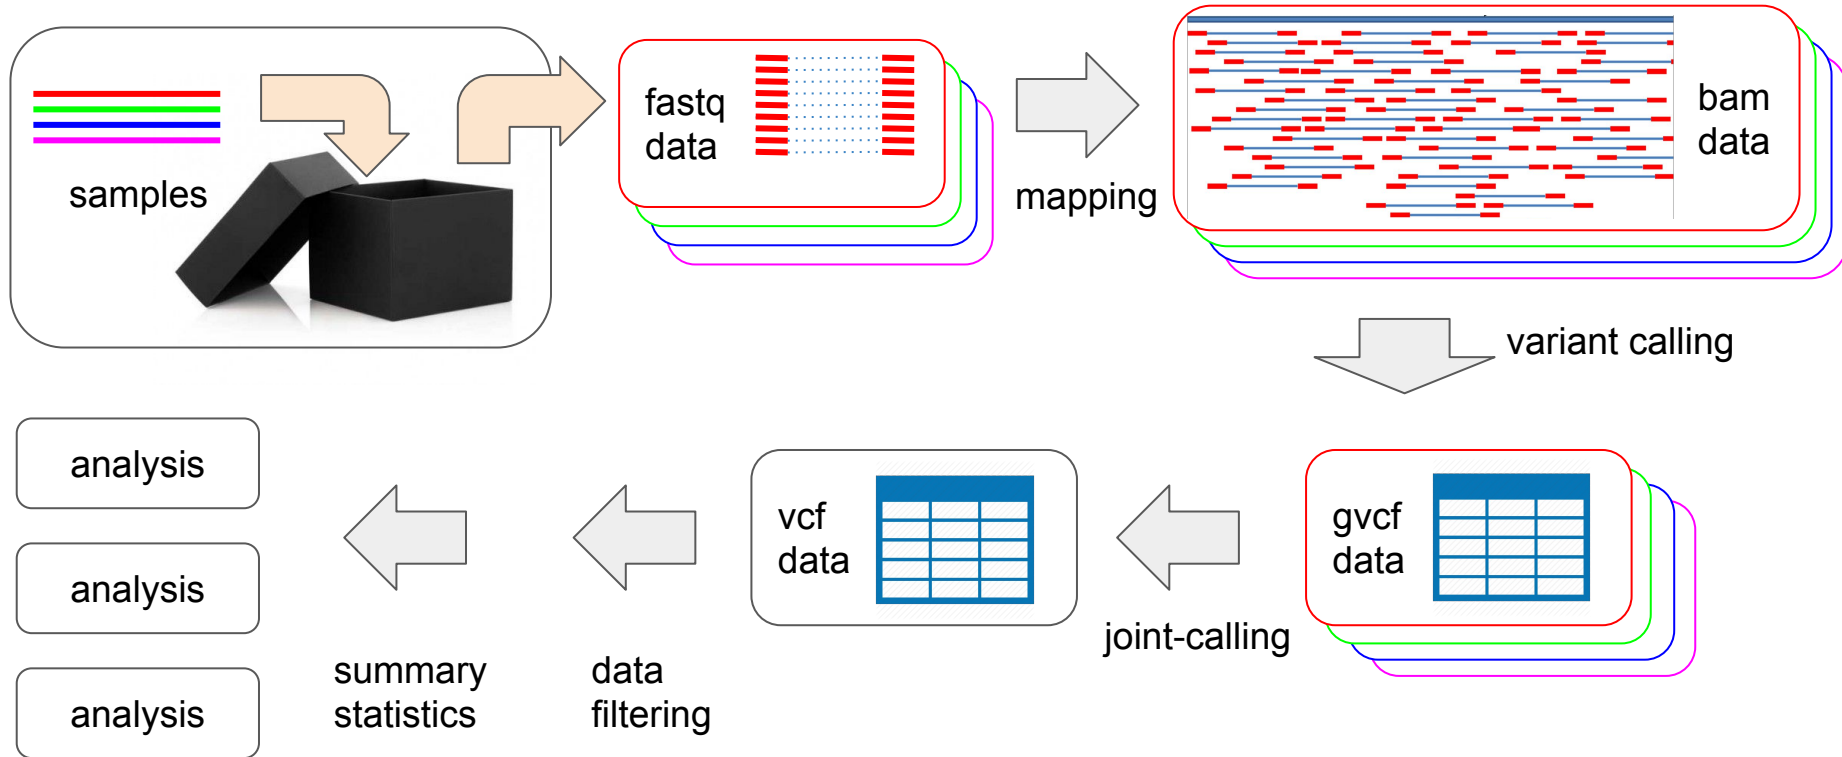 samples
fastq
data
mapping
bam
data
variant calling
gvcf
data
joint-calling
vcf
data
data
filtering
summary
statistics
analysis
analysis
analysis